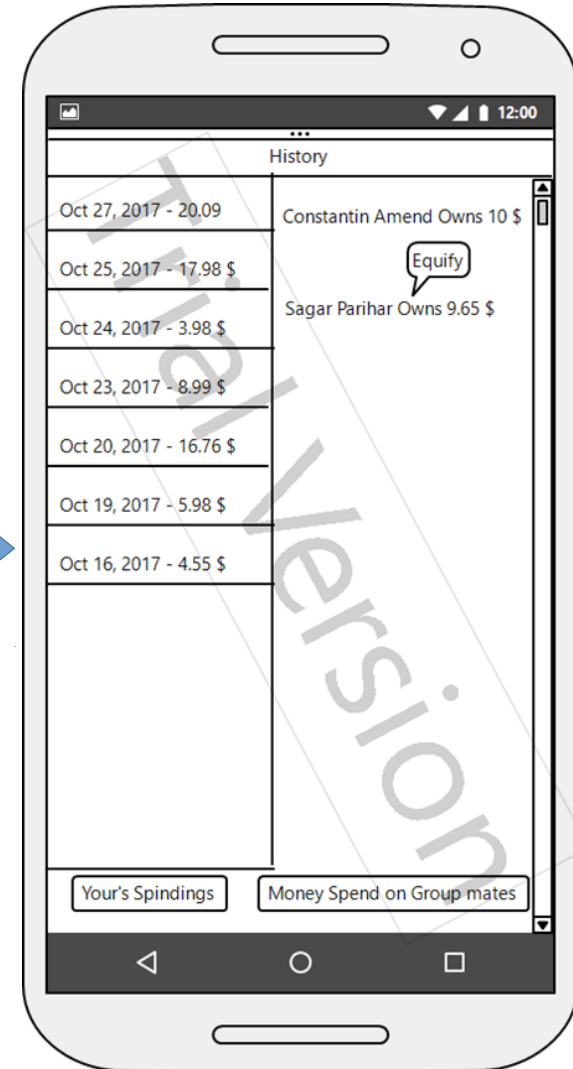 12:00
History
Oct 27, 2017 - 20.09
Oct 25, 2017 - 17.98 $
Oct 24, 2017 - 3.98 $
Oct 23, 2017 - 8.99 $
Oct 20, 2017 - 16.76 $
Oct 19, 2017 - 5.98 $
Oct 16, 2017 - 4.55 $
Constantin Amend Owns 10 $
Equify
Sagar Parihar Owns 9.65 $
Your's Spindings
Money Spend on Group mates
Trial Version